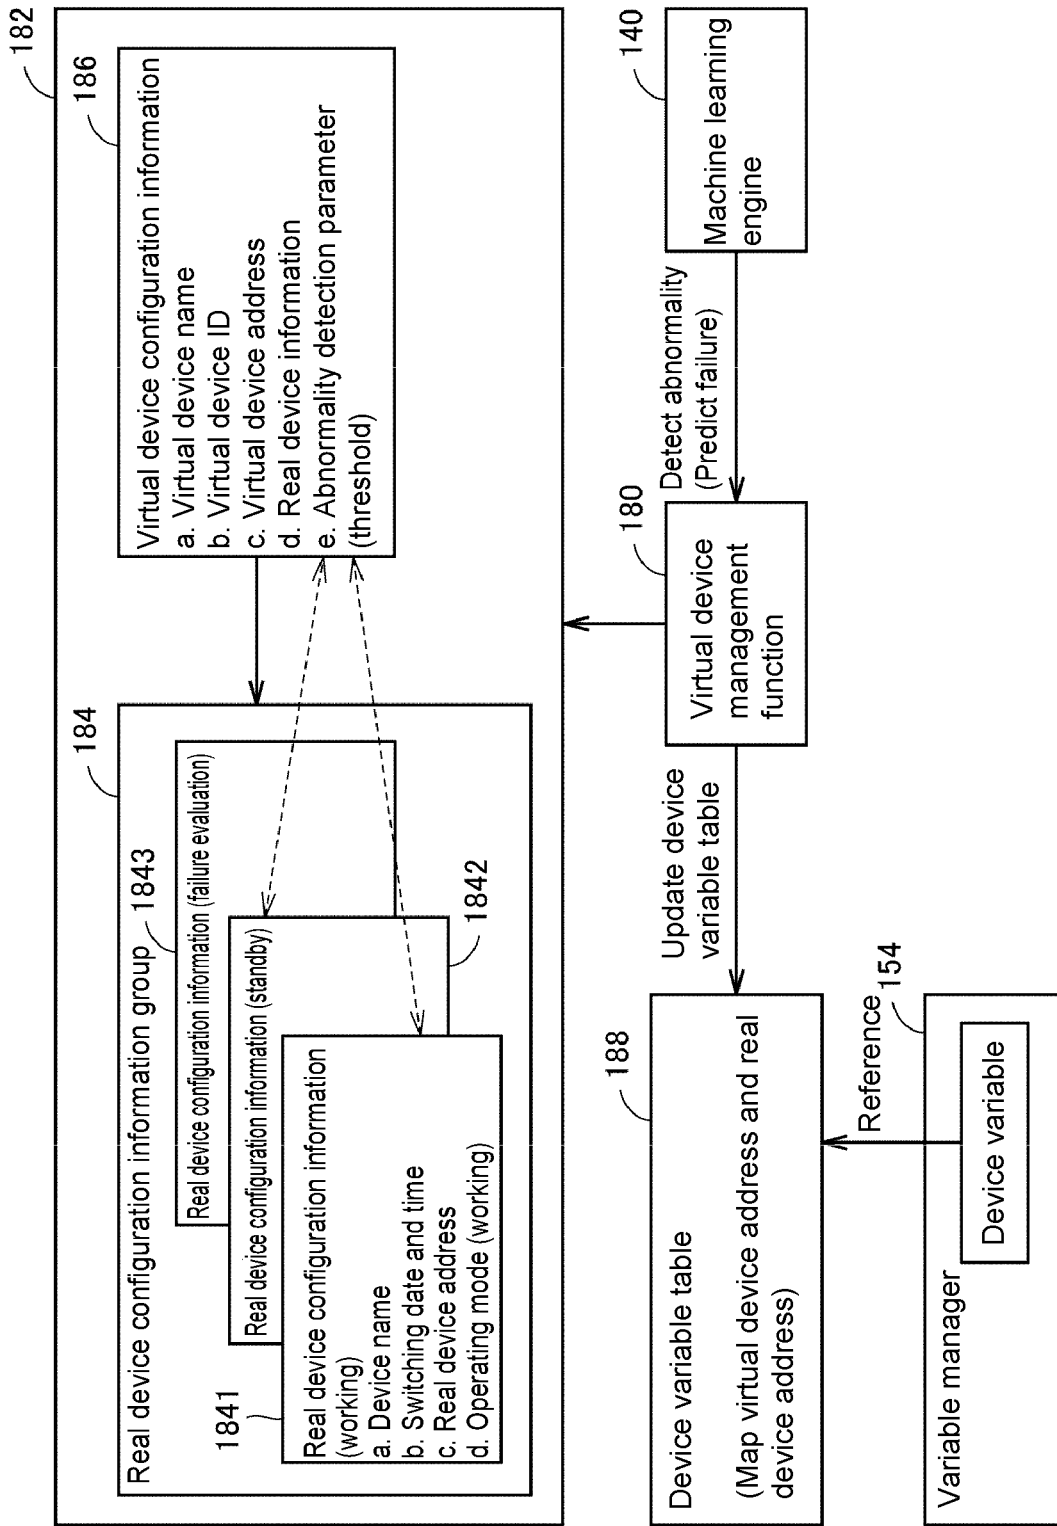 182
184
Real device configuration information group
1843
Real device configuration information (failure evaluation)
Real device configuration information (standby)
1842
1841
Real device configuration information
(working)
a. Device name
b. Switching date and time
c. Real device address
d. Operating mode (working)
186
Virtual device configuration information
a. Virtual device name
b. Virtual device ID
c. Virtual device address
d. Real device information
e. Abnormality detection parameter
(threshold)
188
Device variable table
(Map virtual device address and real
device address)
Update device
variable table
180
Virtual device
management
function
Detect abnormality
(Predict failure)
140
Machine learning
engine
Reference
154
Variable manager
Device variable